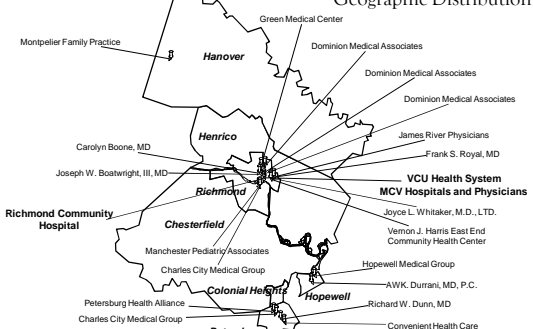 Geographic Distribution
Green Medical Center
Montpelier Family Practice
Hanover
Dominion Medical Associates
Dominion Medical Associates
Dominion Medical Associates
Henrico
James River Physicians
Carolyn Boone, MD
Frank S. Royal, MD
Joseph W. Boatwright, III, MD
VCU Health System
MCV Hospitals and Physicians
Richmond
Richmond Community
Hospital
Joyce L. Whitaker, M.D., LTD.
Chesterfield
Vernon J. Harris East End
Community Health Center
Manchester Pediatric Associates
Charles City Medical Group
Hopewell Medical Group
Colonial Heights
Hopewell
AWK. Durrani, MD, P.C.
Petersburg Health Alliance
Richard W. Dunn, MD
Charles City Medical Group
Convenient Health Care